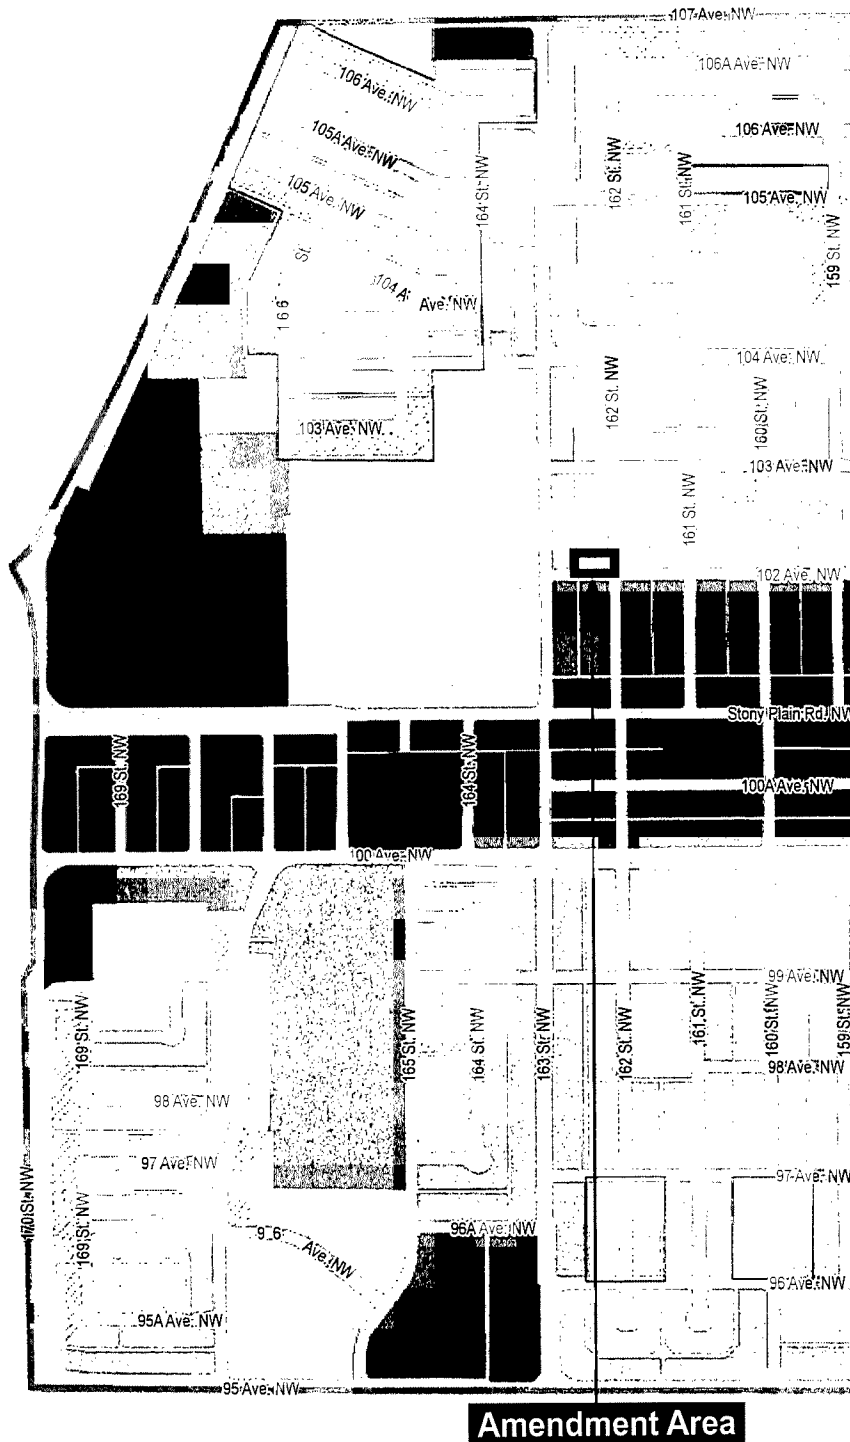 107 Ave. NW
106A Ave. NW
106 Ave. NW
106 Ave. NW
105A Ave. NW
105 Ave. NW
105 Ave. NW
164 St. NW
162 St. NW
161 St. NW
159 St. NW
166 St.
104 A Ave. NW
104 Ave. NW
162 St. NW
160 St. NW
103 Ave. NW
103 Ave. NW
161 St. NW
102 Ave. NW
Stony Plain Rd. NW
169 St. NW
164 St. NW
100A Ave. NW
100 Ave. NW
99 Ave. NW
169 St. NW
165 St. NW
164 St. NW
163 St. NW
162 St. NW
161 St. NW
160 St. NW
159 St. NW
98 Ave. NW
98 Ave. NW
97 Ave. NW
97 Ave. NW
170 St. NW
169 St. NW
96 Ave. NW
96A Ave. NW
96 Ave. NW
95A Ave. NW
95 Ave. NW
Amendment Area